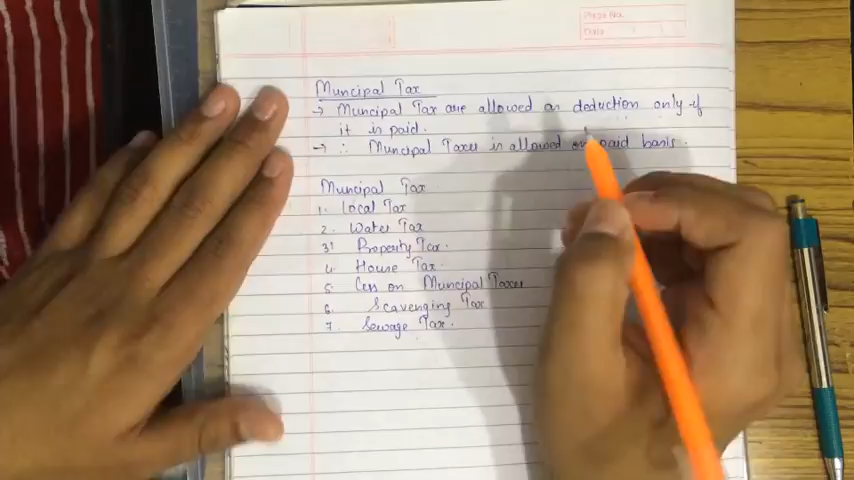 Page No.
Date
Muncipal Tax
→ Muncipal Tax are allowed an deduction only if
it is paid.
→ ∴ Muncipal Taxes is allowed on paid basis.
Muncipal Tax
1. Local Tax
2. Water Tax
3. Property Tax.
4. House Tax.
5. Cess on Muncipal Taxes
6. Scavenging Tax
7. Sewage Tax.